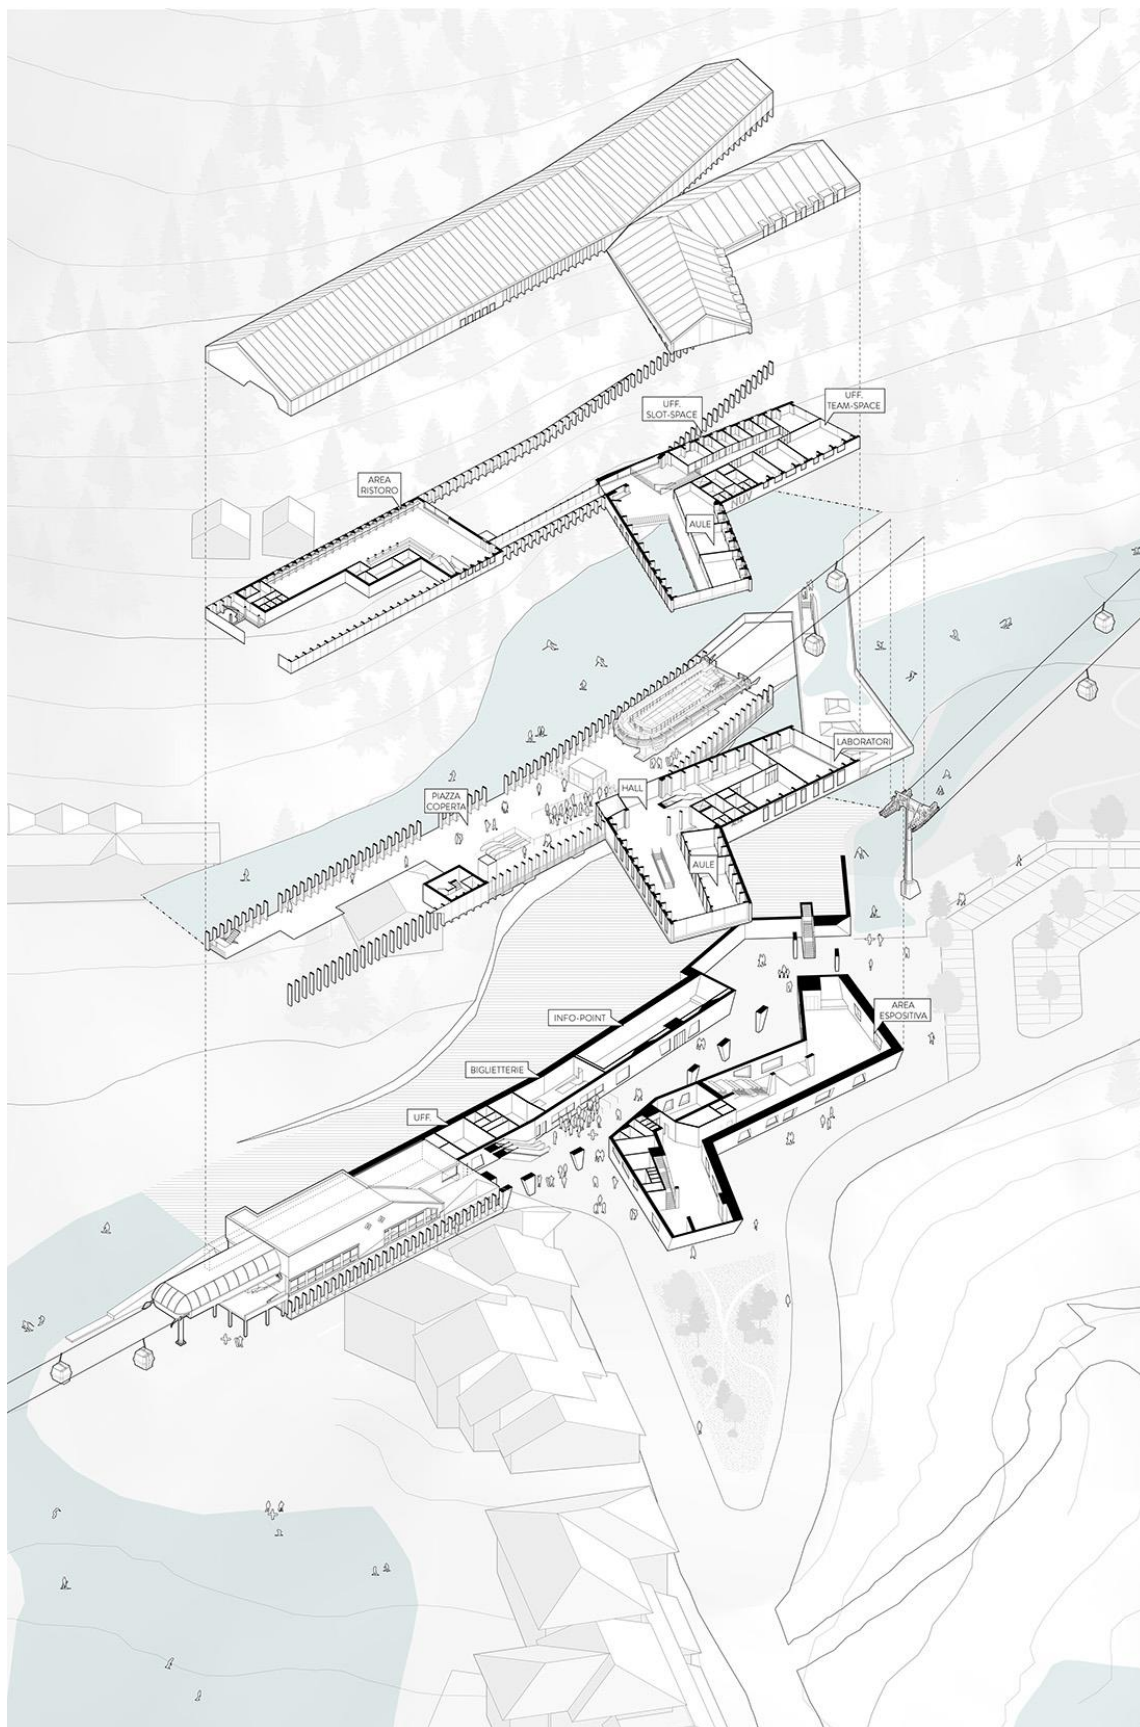 UFF.
TEAM-SPACE
UFF.
SLOT-SPACE
AREA
RISTORO
NUV
AULE
LABORATORI
HALL
PIAZZA
COPERTA
AULE
AREA
ESPOSITIVA
INFO-POINT
BIGLIETTERIE
UFF.